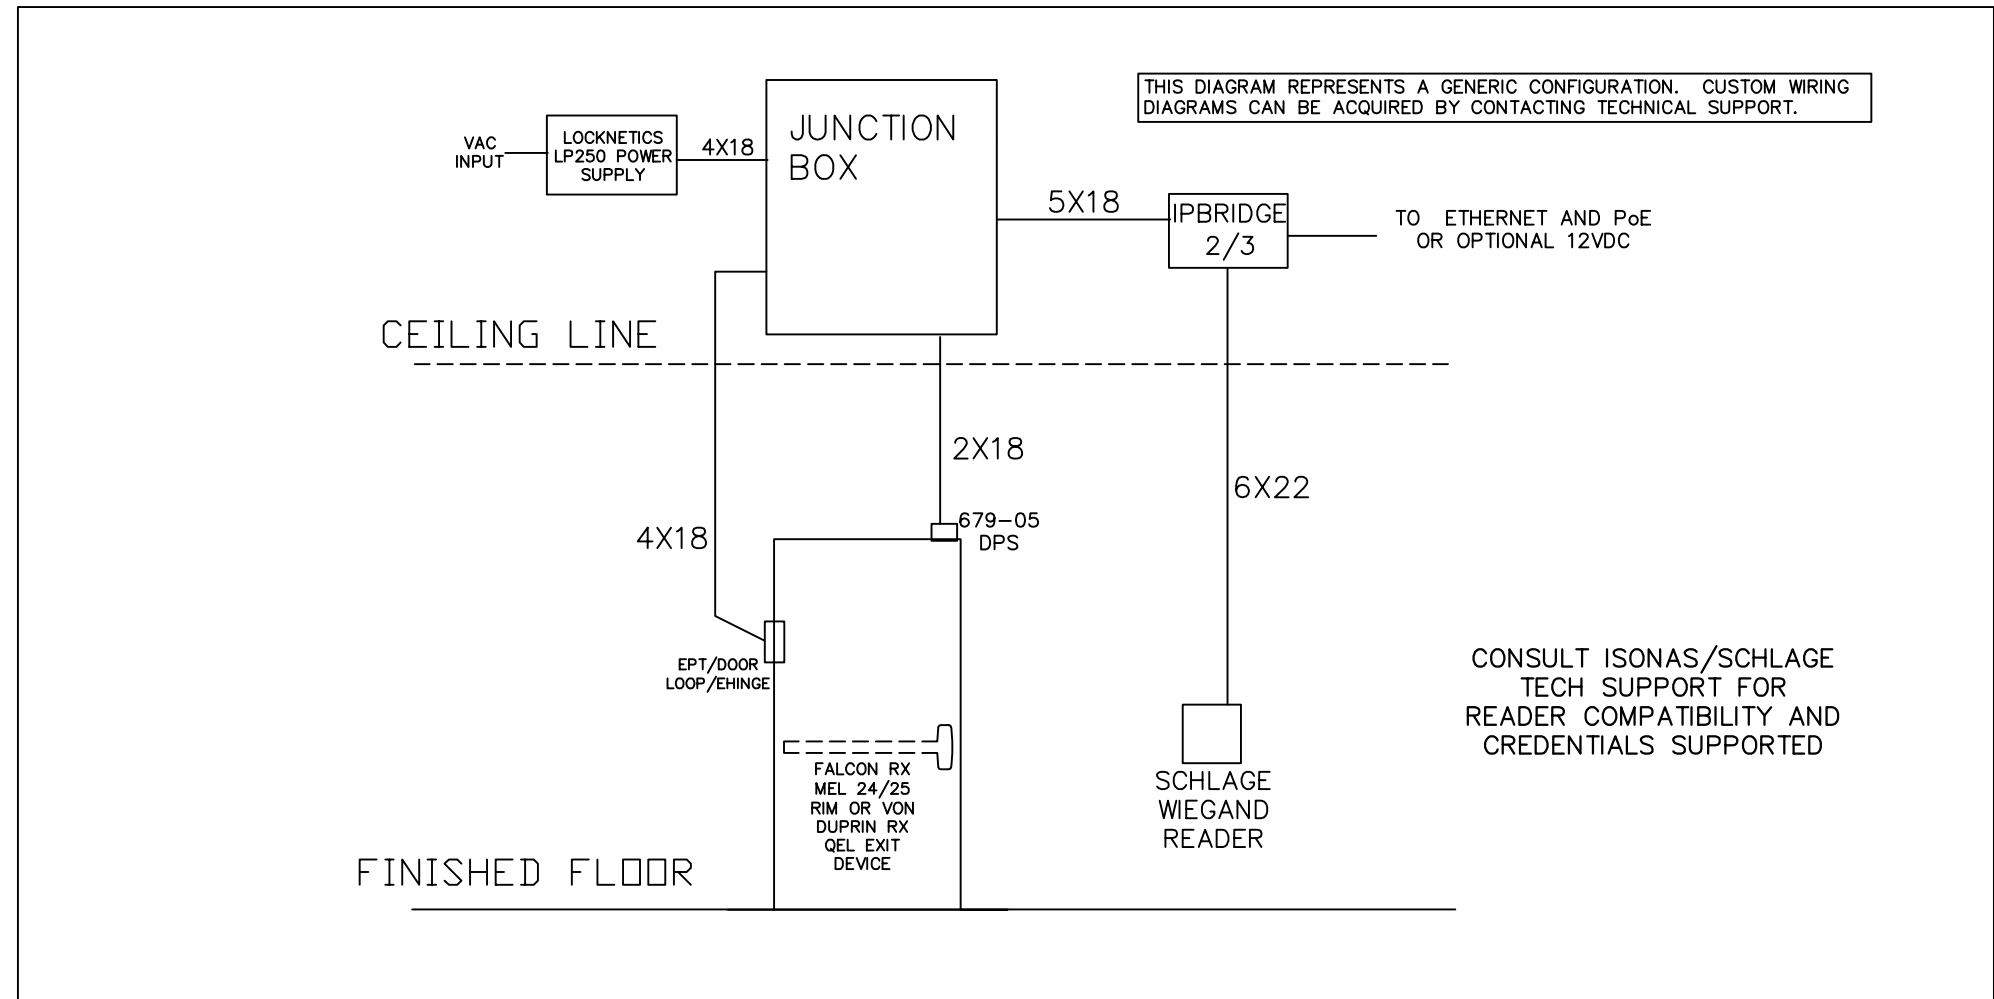 THIS DIAGRAM REPRESENTS A GENERIC CONFIGURATION. CUSTOM WIRING
DIAGRAMS CAN BE ACQUIRED BY CONTACTING TECHNICAL SUPPORT.
VAC
INPUT
LOCKNETICS
LP250 POWER
SUPPLY
4X18
JUNCTION
BOX
5X18
IPBRIDGE
2/3
TO ETHERNET AND PoE
OR OPTIONAL 12VDC
CEILING LINE
2X18
6X22
4X18
679-05
DPS
EPT/DOOR
LOOP/EHINGE
FALCON RX
MEL 24/25
RIM OR VON
DUPRIN RX
QEL EXIT
DEVICE
SCHLAGE
WIEGAND
READER
CONSULT ISONAS/SCHLAGE
TECH SUPPORT FOR
READER COMPATIBILITY AND
CREDENTIALS SUPPORTED
FINISHED FLOOR